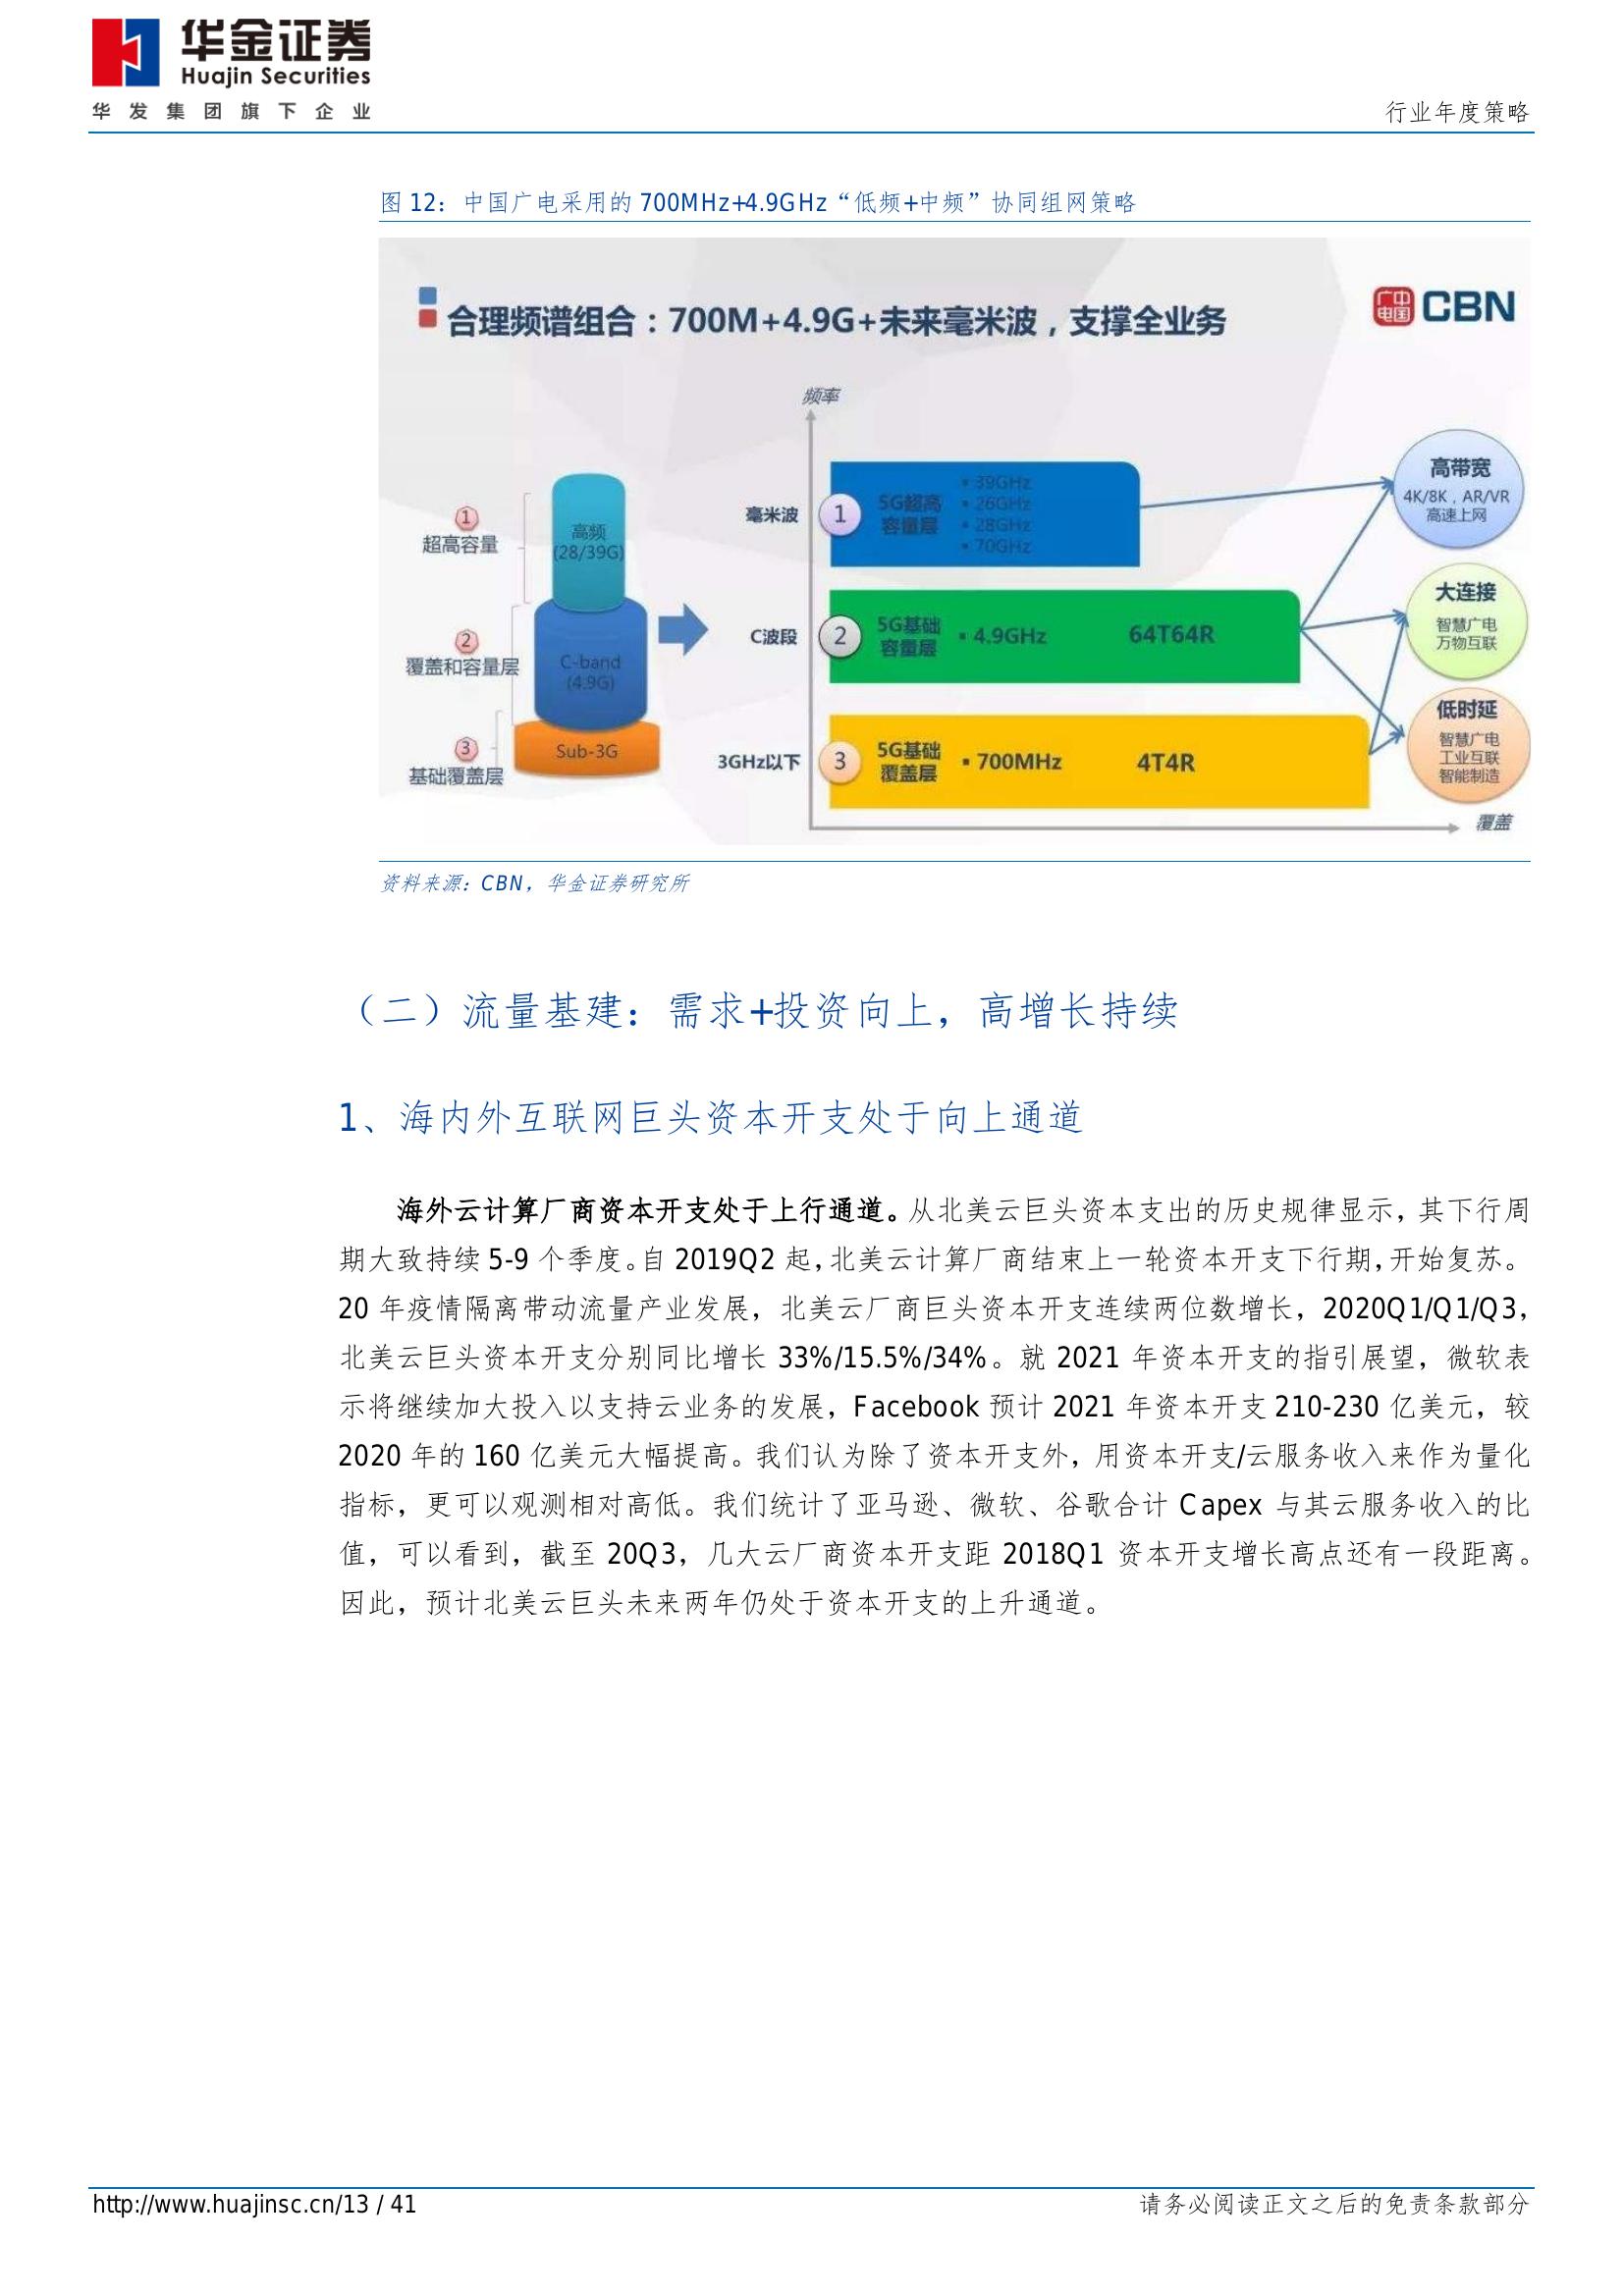 华金证券
Huajin Securities
华发集团旗下企业
行业年度策略
图 12：中国广电采用的 700MHz+4.9GHz“低频+中频”协同组网策略
合理频谱组合：700M+4.9G+未来毫米波，支撑全业务
广中电国 CBN
频率
1
超高容量
高频
(28/39G)
2
覆盖和容量层
C-band
(4.9G)
3
基础覆盖层
Sub-3G
毫米波
1
5G超高
容量层
▪ 39GHz
▪ 26GHz
▪ 28GHz
▪ 70GHz
C波段
2
5G基础
容量层
▪ 4.9GHz
64T64R
3GHz以下
3
5G基础
覆盖层
▪ 700MHz
4T4R
高带宽
4K/8K，AR/VR
高速上网
大连接
智慧广电
万物互联
低时延
智慧广电
工业互联
智能制造
覆盖
资料来源：CBN，华金证券研究所
（二）流量基建：需求+投资向上，高增长持续
1、海内外互联网巨头资本开支处于向上通道
海外云计算厂商资本开支处于上行通道。从北美云巨头资本支出的历史规律显示，其下行周
期大致持续 5-9 个季度。自 2019Q2 起，北美云计算厂商结束上一轮资本开支下行期，开始复苏。
20 年疫情隔离带动流量产业发展，北美云厂商巨头资本开支连续两位数增长，2020Q1/Q1/Q3，
北美云巨头资本开支分别同比增长 33%/15.5%/34%。就 2021 年资本开支的指引展望，微软表
示将继续加大投入以支持云业务的发展，Facebook 预计 2021 年资本开支 210-230 亿美元，较
2020 年的 160 亿美元大幅提高。我们认为除了资本开支外，用资本开支/云服务收入来作为量化
指标，更可以观测相对高低。我们统计了亚马逊、微软、谷歌合计 Capex 与其云服务收入的比
值，可以看到，截至 20Q3，几大云厂商资本开支距 2018Q1 资本开支增长高点还有一段距离。
因此，预计北美云巨头未来两年仍处于资本开支的上升通道。
http://www.huajinsc.cn/13 / 41
请务必阅读正文之后的免责条款部分